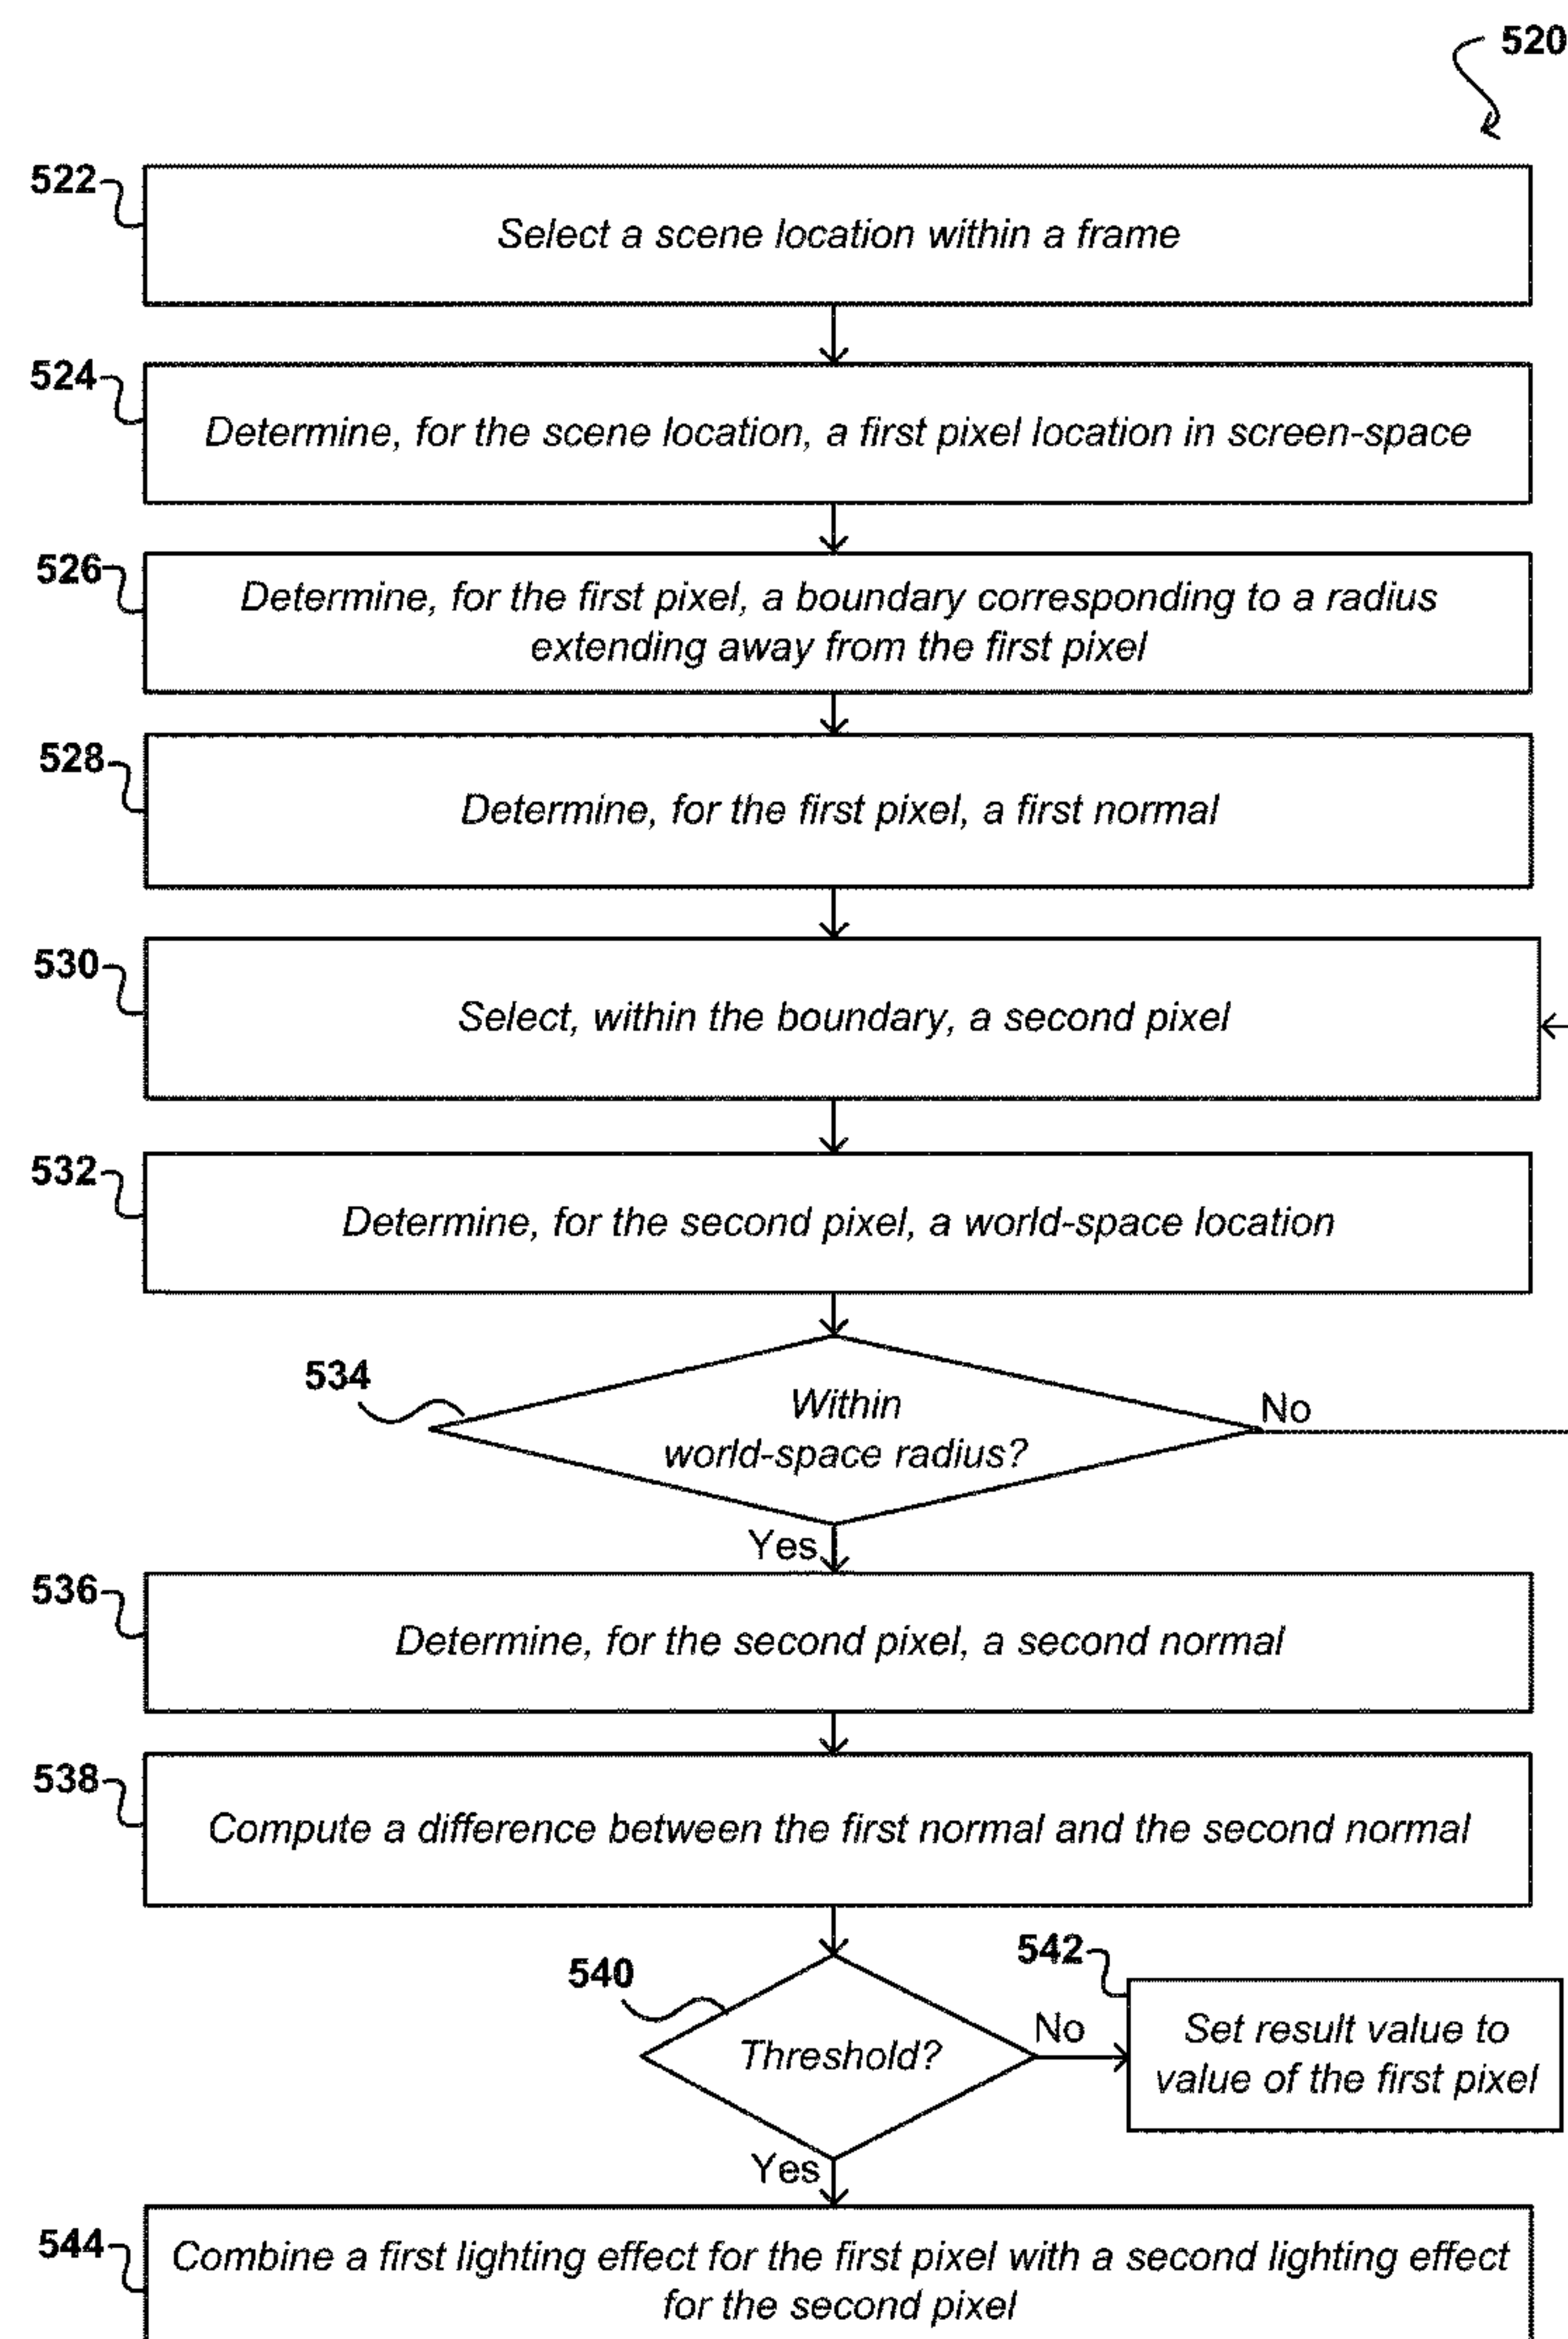 520
522
Select a scene location within a frame
524
Determine, for the scene location, a first pixel location in screen-space
526
Determine, for the first pixel, a boundary corresponding to a radius
extending away from the first pixel
528
Determine, for the first pixel, a first normal
530
Select, within the boundary, a second pixel
532
Determine, for the second pixel, a world-space location
534
Within
world-space radius?
No
Yes
536
Determine, for the second pixel, a second normal
538
Compute a difference between the first normal and the second normal
540
Threshold?
No
542
Set result value to
value of the first pixel
Yes
544
Combine a first lighting effect for the first pixel with a second lighting effect
for the second pixel